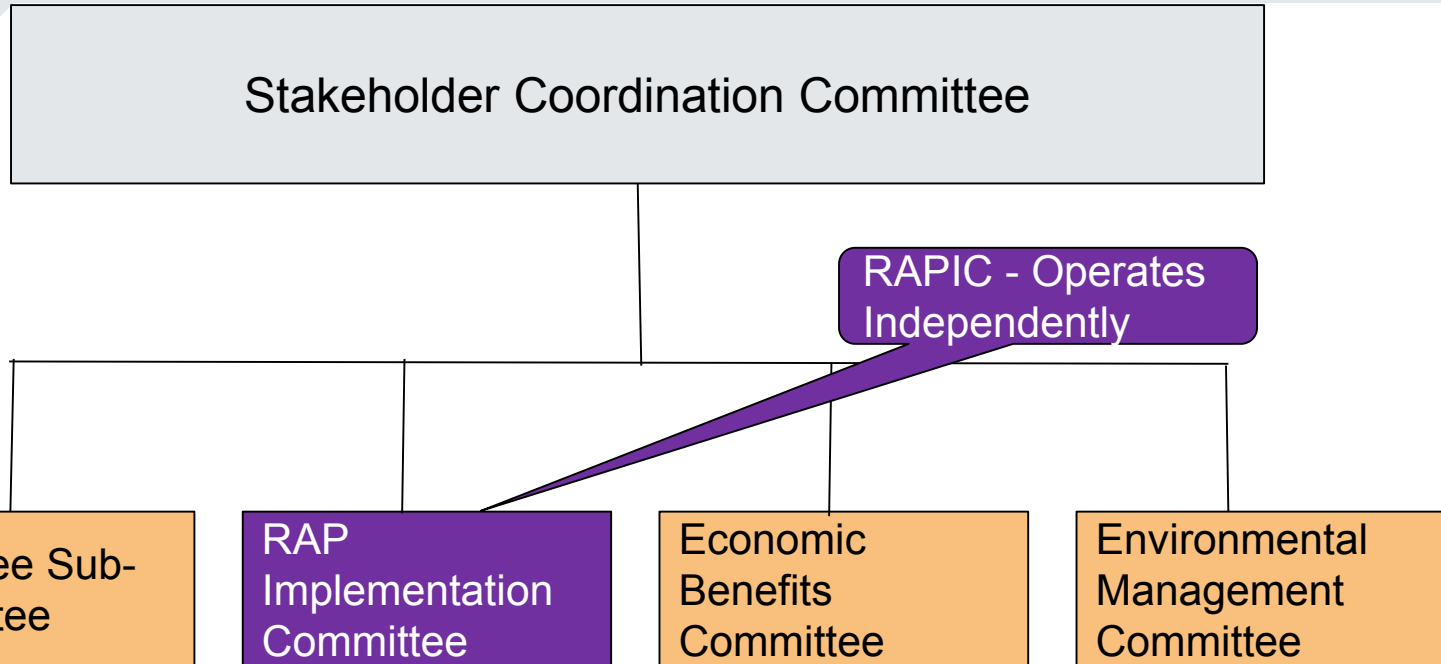 Stakeholder Coordination Committee
RAPIC - Operates
Independently
ee Sub-
tee
RAP
Implementation
Committee
Economic
Benefits
Committee
Environmental
Management
Committee